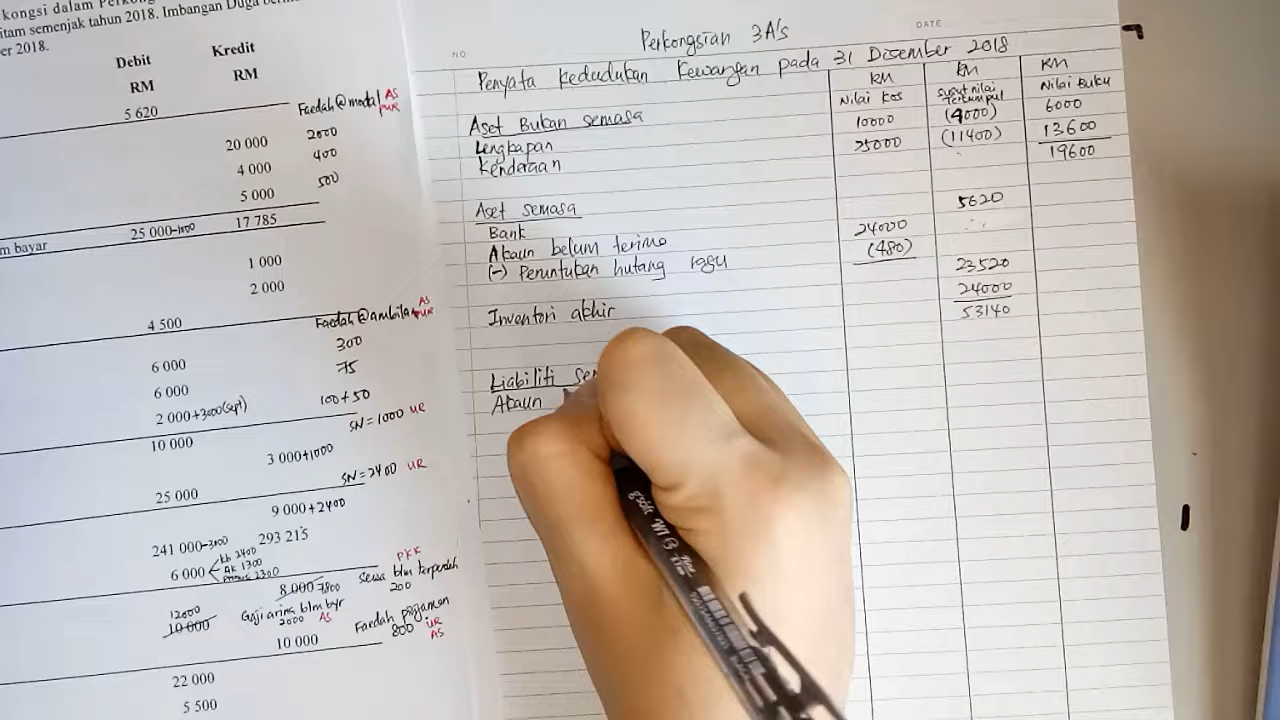 kongsi dalam
itam semenjak tahun 2018. Imbangan Duga
er 2018.
Debit Kredit
RM RM
5 620 Faedah@modal AS PUR
20 000 2000
4 000 400
5 000 500
m bayar 25 000-1000 17 785
1 000
2 000
4 500 Faedah@ambilan AS PUR
6 000 300
6 000 75
2 000+3000(sept) 100+50
10 000 SN=1000 UR
3 000+1000
25 000 SN=2400 UR
9 000+2400
241 000-3000 293 215
6 000 Lh 2400
AK 1300
2300
8 000 7800 Sewa blm terperoleh PKK
200
12000
10 000 Gaji aring blm byr
2000 AS
10 000 Faedah pinjaman
800 UR
AS
22 000
5 500
NO DATE
Perkongsian 3A's
Penyata Kedudukan Kewangan pada 31 Disember 2018
RM RM RM
Nilai Kos Susut nilai Terkumpul Nilai Buku
Aset Bukan Semasa
Lengkapan 10000 (4000) 6000
Kenderaan 25000 (11400) 13600
19600
Aset Semasa
Bank 5620
Akaun belum terima 24000
(-) Peruntukan hutang ragu (480) 23520
Inventori akhir 24000
53140
Liabiliti se
Akaun